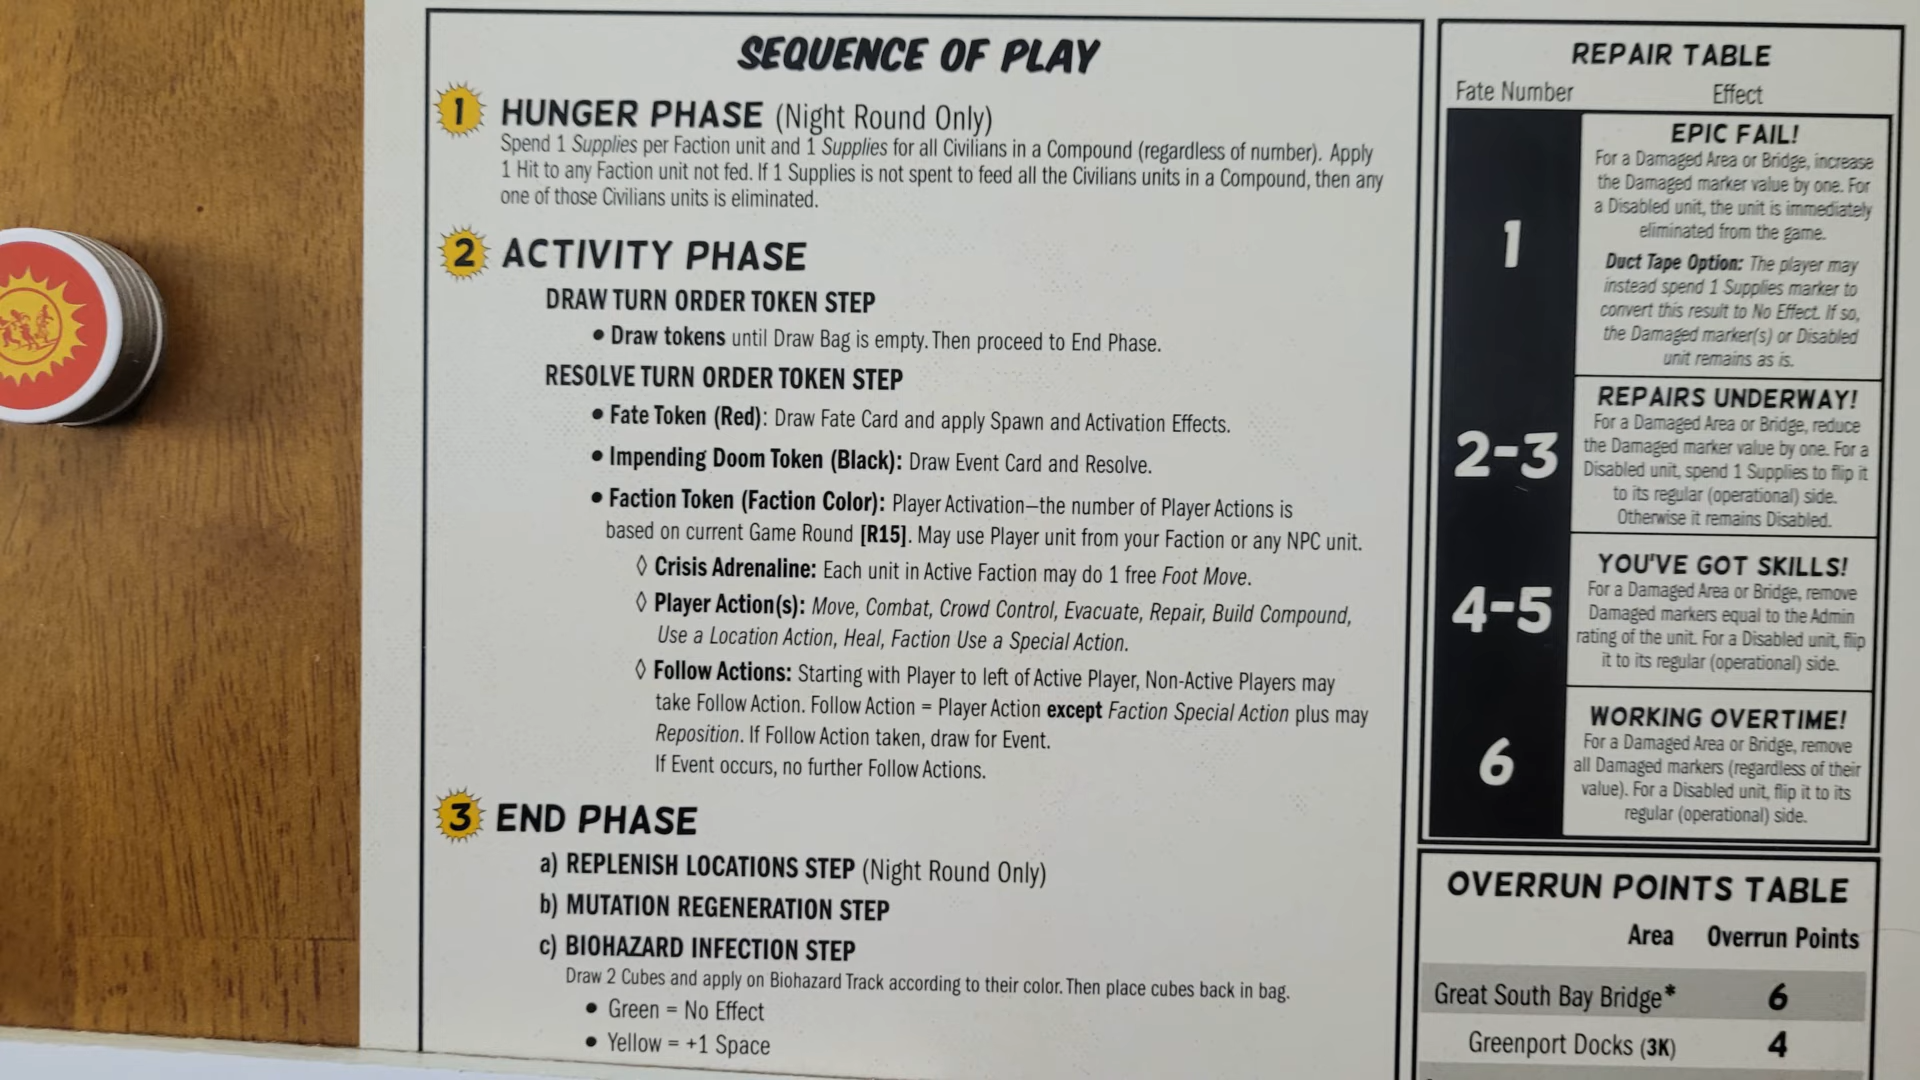 SEQUENCE OF PLAY
1 HUNGER PHASE (Night Round Only)
Spend 1 Supplies per Faction unit and 1 Supplies for all Civilians in a Compound (regardless of number). Apply
1 Hit to any Faction unit not fed. If 1 Supplies is not spent to feed all the Civilians units in a Compound, then any
one of those Civilians units is eliminated.
2 ACTIVITY PHASE
DRAW TURN ORDER TOKEN STEP
• Draw tokens until Draw Bag is empty. Then proceed to End Phase.
RESOLVE TURN ORDER TOKEN STEP
• Fate Token (Red): Draw Fate Card and apply Spawn and Activation Effects.
• Impending Doom Token (Black): Draw Event Card and Resolve.
• Faction Token (Faction Color): Player Activation—the number of Player Actions is
based on current Game Round [R15]. May use Player unit from your Faction or any NPC unit.
◊ Crisis Adrenaline: Each unit in Active Faction may do 1 free Foot Move.
◊ Player Action(s): Move, Combat, Crowd Control, Evacuate, Repair, Build Compound,
Use a Location Action, Heal, Faction Use a Special Action.
◊ Follow Actions: Starting with Player to left of Active Player, Non-Active Players may
take Follow Action. Follow Action = Player Action except Faction Special Action plus may
Reposition. If Follow Action taken, draw for Event.
If Event occurs, no further Follow Actions.
3 END PHASE
a) REPLENISH LOCATIONS STEP (Night Round Only)
b) MUTATION REGENERATION STEP
c) BIOHAZARD INFECTION STEP
Draw 2 Cubes and apply on Biohazard Track according to their color. Then place cubes back in bag.
• Green = No Effect
• Yellow = +1 Space
REPAIR TABLE
Fate Number Effect
1
EPIC FAIL!
For a Damaged Area or Bridge, increase
the Damaged marker value by one. For
a Disabled unit, the unit is immediately
eliminated from the game.
Duct Tape Option: The player may
instead spend 1 Supplies marker to
convert this result to No Effect. If so,
the Damaged marker(s) or Disabled
unit remains as is.
2-3
REPAIRS UNDERWAY!
For a Damaged Area or Bridge, reduce
the Damaged marker value by one. For a
Disabled unit, spend 1 Supplies to flip it
to its regular (operational) side.
Otherwise it remains Disabled.
4-5
YOU'VE GOT SKILLS!
For a Damaged Area or Bridge, remove
Damaged markers equal to the Admin
rating of the unit. For a Disabled unit, flip
it to its regular (operational) side.
6
WORKING OVERTIME!
For a Damaged Area or Bridge, remove
all Damaged markers (regardless of their
value). For a Disabled unit, flip it to its
regular (operational) side.
OVERRUN POINTS TABLE
Area Overrun Points
Great South Bay Bridge* 6
Greenport Docks (3K) 4